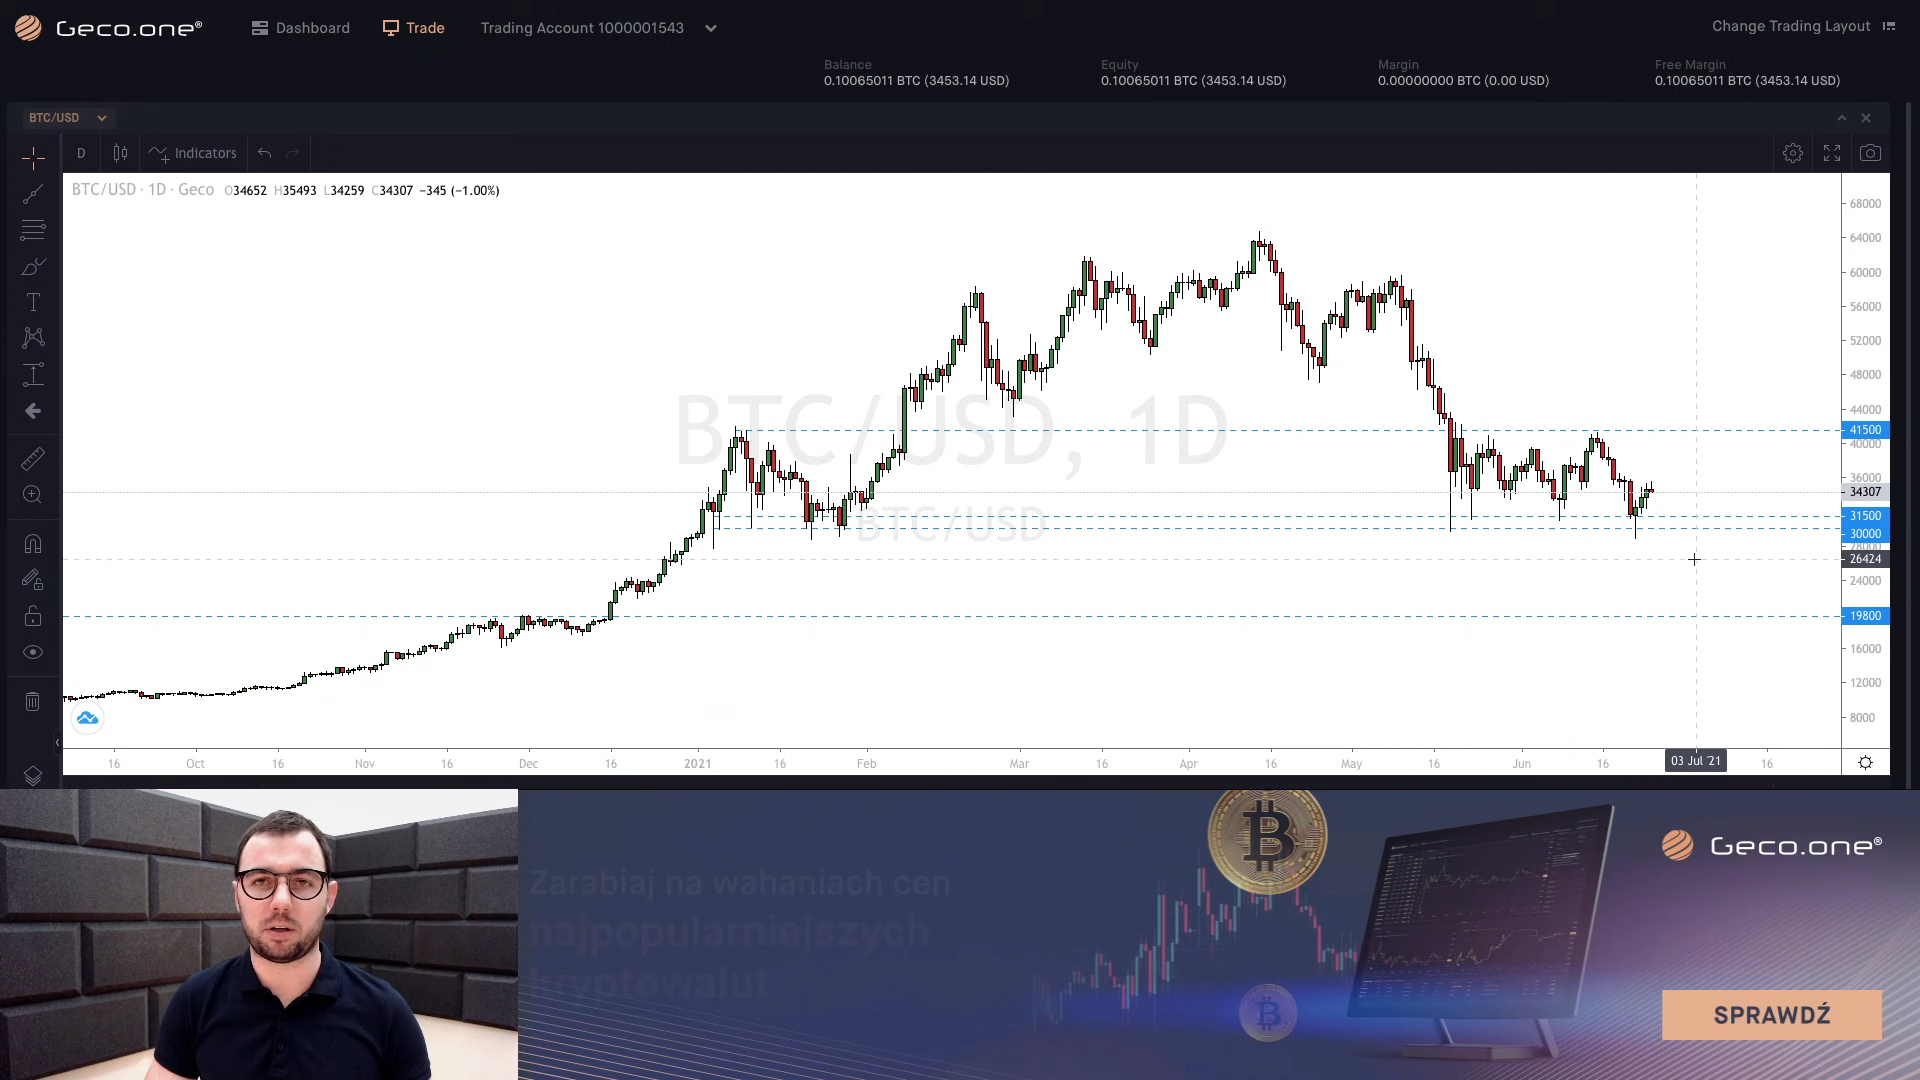 Geco.one®
Dashboard
Trade
Trading Account 1000001543
Change Trading Layout
Balance
0.10065011 BTC (3453.14 USD)
Equity
0.10065011 BTC (3453.14 USD)
Margin
0.00000000 BTC (0.00 USD)
Free Margin
0.10065011 BTC (3453.14 USD)
BTC/USD
D
Indicators
BTC/USD · 1D · Geco O34652 H35493 L34259 C34307 −345 (−1.00%)
BTC/USD, 1D
BTC/USD
68000
64000
60000
56000
52000
48000
44000
41500
40000
36000
34307
31500
30000
28000
26424
24000
19800
16000
12000
8000
16 Oct 16 Nov 16 Dec 16 2021 16 Feb Mar 16 Apr 16 May 16 Jun 16 03 Jul '21 16
Zarabiaj na wahaniach cen
najpopularniejszych
kryptowalut
Geco.one®
SPRAWDŹ